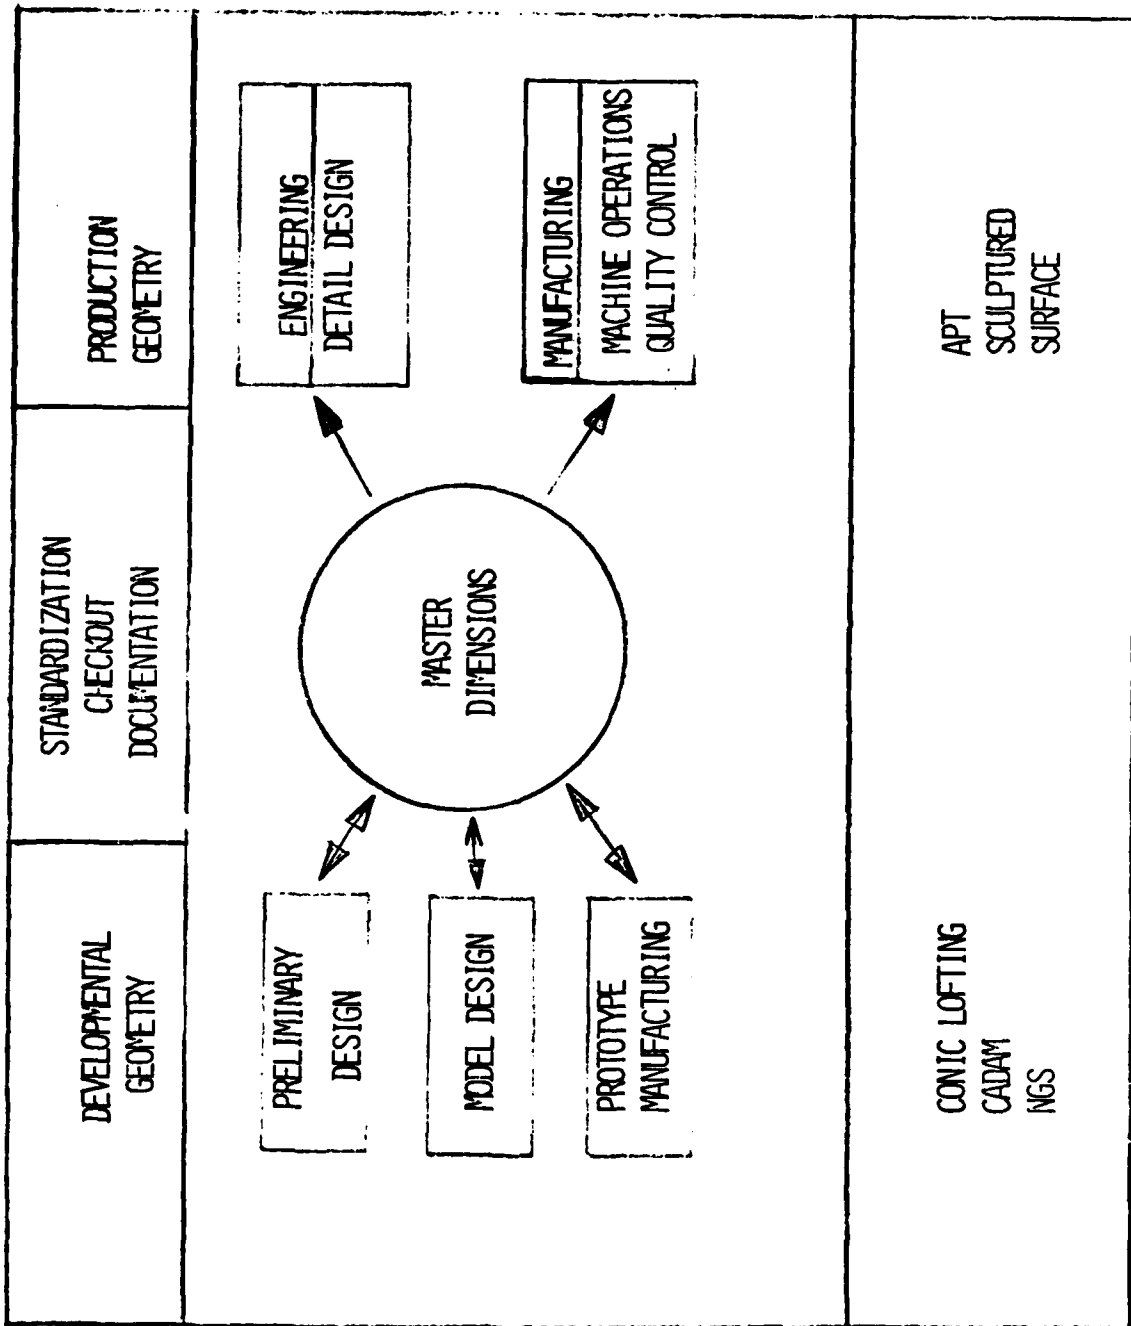 DEVELOPMENTAL
GEOMETRY
STANDARDIZATION
CHECKOUT
DOCUMENTATION
PRODUCTION
GEOMETRY
PRELIMINARY
DESIGN
MODEL DESIGN
PROTOTYPE
MANUFACTURING
MASTER
DIMENSIONS
ENGINEERING
DETAIL DESIGN
MANUFACTURING
MACHINE OPERATIONS
QUALITY CONTROL
CONIC LOFTING
CADAM
NGS
APT
SCULPTURED
SURFACE